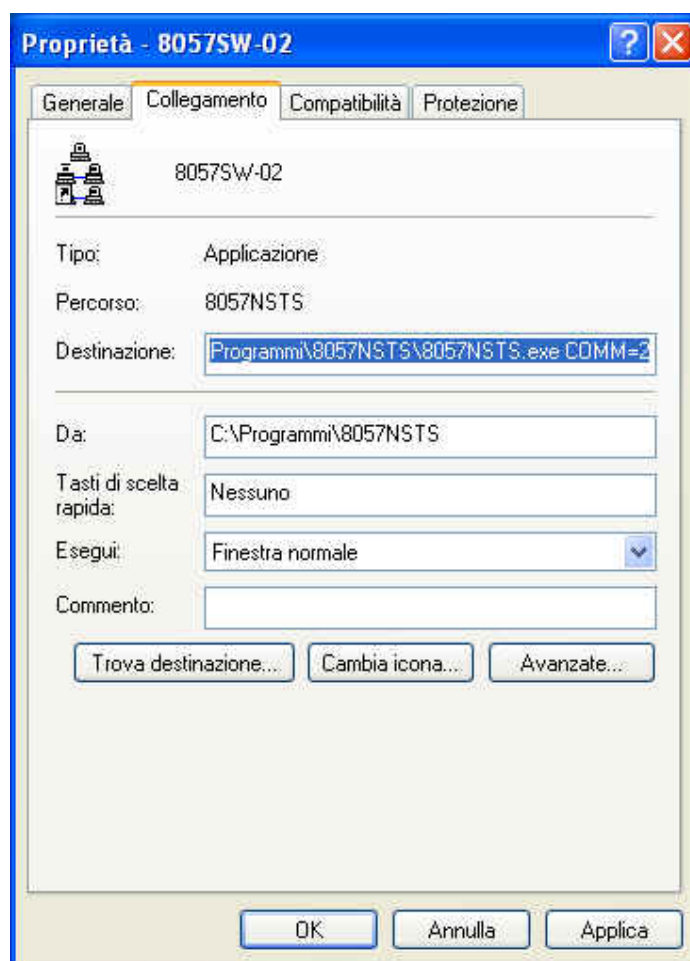 Proprietà - 8057SW-02
Generale Collegamento Compatibilità Protezione
8057SW-02
Tipo: Applicazione
Percorso: 8057NSTS
Destinazione: Programmi\8057NSTS\8057NSTS.exe COMM=2
Da: C:\Programmi\8057NSTS
Tasti di scelta
rapida: Nessuno
Esegui: Finestra normale
Commento:
Trova destinazione... Cambia icona... Avanzate...
OK Annulla Applica